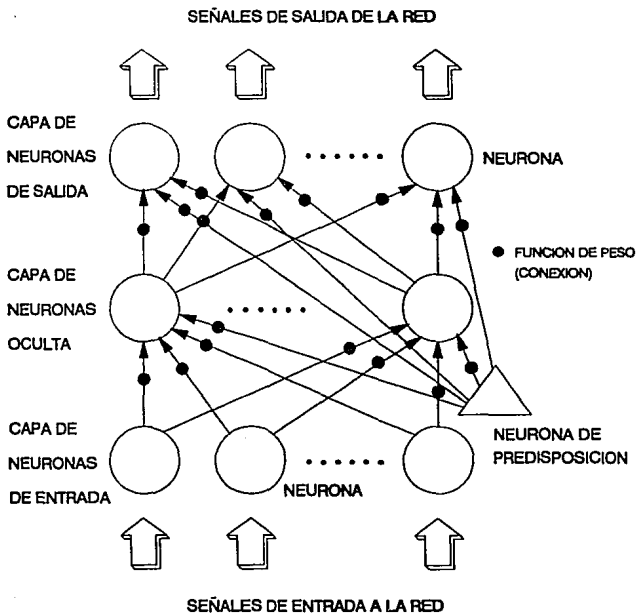 SEÑALES DE SALIDA DE LA RED
CAPA DE
NEURONAS
DE SALIDA
NEURONA
FUNCION DE PESO
(CONEXION)
CAPA DE
NEURONAS
OCULTA
CAPA DE
NEURONAS
DE ENTRADA
NEURONA
NEURONA DE
PREDISPOSICION
SEÑALES DE ENTRADA A LA RED